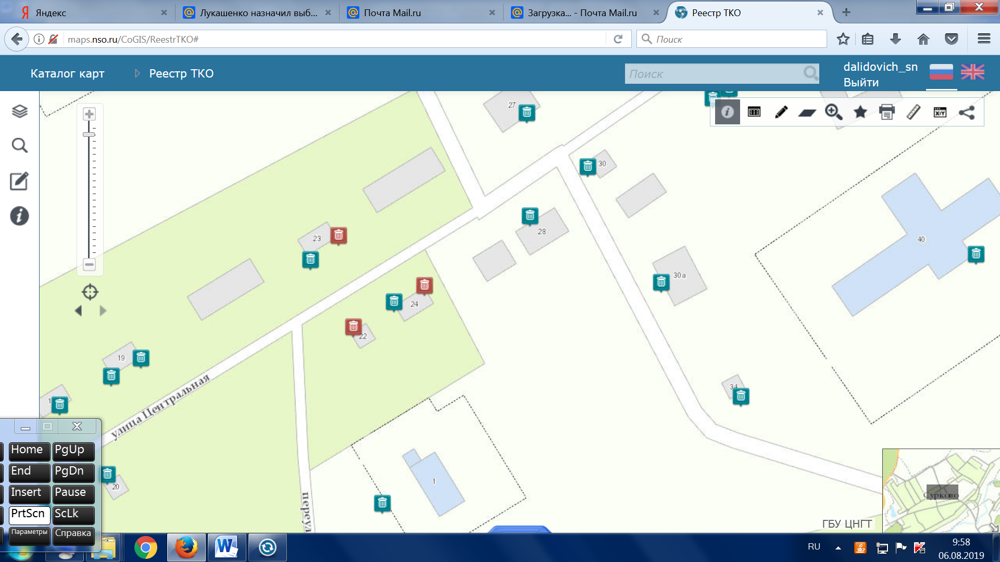 Яндекс
Лукашенко назначил выб...
Почта Mail.ru
Загрузка... - Почта Mail.ru
Реестр ТКО
maps.nso.ru/CoGIS/ReestrTKO#
Поиск
Каталог карт
Реестр ТКО
Поиск
dalidovich_sn
Выйти
X/Y
27
30
28
23
40
30а
24
22
19
34
1
улица Центральная
20
1
переул
Сурково
ГБУ ЦНГТ
Home PgUp
End PgDn
Insert Pause
PrtScn ScLk
Параметры Справка
RU
9:58
06.08.2019